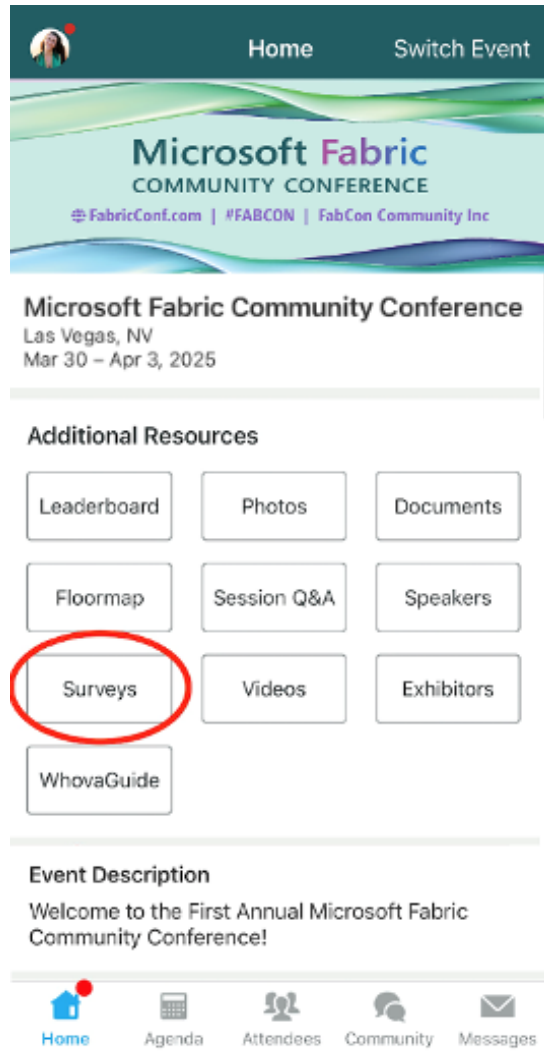 Home Switch Event
Microsoft Fabric
COMMUNITY CONFERENCE
FabricConf.com | #FABCON | FabCon Community Inc
Microsoft Fabric Community Conference
Las Vegas, NV
Mar 30 – Apr 3, 2025
Additional Resources
Leaderboard Photos Documents
Floormap Session Q&A Speakers
Surveys Videos Exhibitors
WhovaGuide
Event Description
Welcome to the First Annual Microsoft Fabric
Community Conference!
Home Agenda Attendees Community Messages